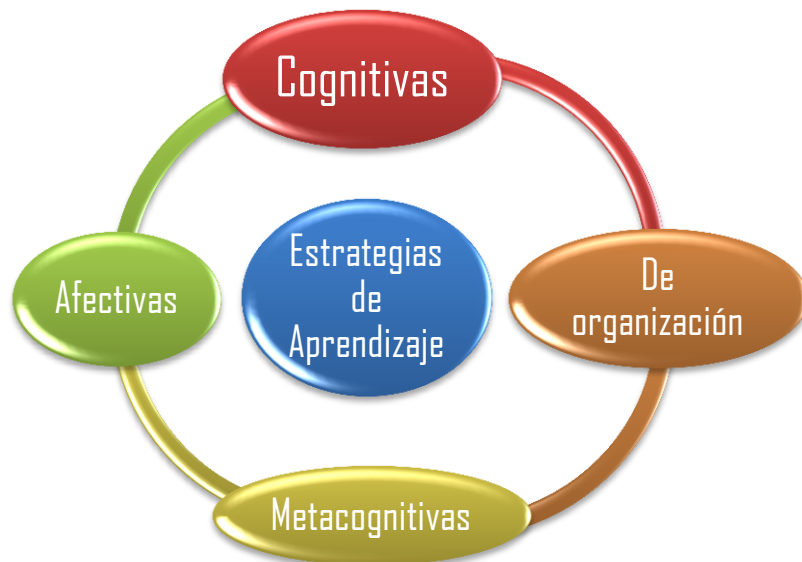 Cognitivas
Afectivas
Estrategias
de
Aprendizaje
De
organización
Metacognitivas